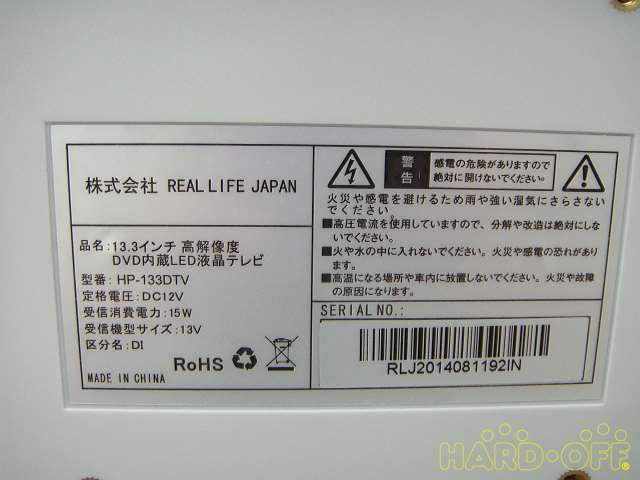 株式会社 REAL LIFE JAPAN
品名:13.3インチ 高解像度
DVD内蔵LED液晶テレビ
型番: HP-133DTV
定格電圧:DC12V
受信消費電力:15W
受信機型サイズ:13V
区分名:DI
RoHS
MADE IN CHINA
警告
感電の危険がありますので
絶対に開けないでください。
火災や感電を避けるため雨や強い湿気にさらさない
でください。
■高圧電流を使用していますので、分解や改造は絶対にし
ないでください。
■火や水の中に入れないでください。火災や感電の恐れがあり
ます。
■高温になる場所や車内に放置しないでください。火災や故障
の原因になります。
SERIAL NO.:
RLJ2014081192IN
HARD-OFF